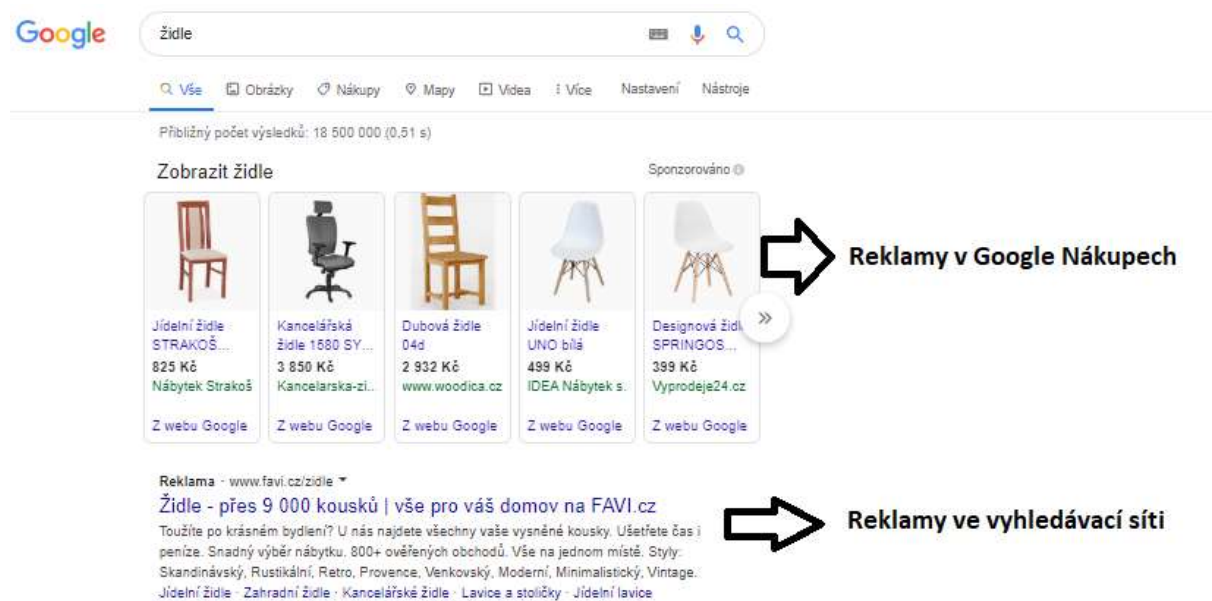 Google
židle
Vše Obrázky Nákupy Mapy Videa Více Nastavení Nástroje
Přibližný počet výsledků: 18 500 000 (0,51 s)
Zobrazit židle
Sponzorováno
Jídelní židle
STRAKOŠ...
825 Kč
Nábytek Strakoš
Z webu Google
Kancelářská
židle 1580 SY...
3 850 Kč
Kancelarska-zi..
Z webu Google
Dubová židle
04d
2 932 Kč
www.woodica.cz
Z webu Google
Jídelní židle
UNO bílá
499 Kč
IDEA Nábytek s.
Z webu Google
Designová žid
SPRINGOS...
399 Kč
Vyprodeje24.cz
Z webu Google
»
Reklamy v Google Nákupech
Reklama · www.favi.cz/zidle
Židle - přes 9 000 kousků | vše pro váš domov na FAVI.cz
Toužíte po krásném bydlení? U nás najdete všechny vaše vysněné kousky. Ušetřete čas i
peníze. Snadný výběr nábytku. 800+ ověřených obchodů. Vše na jednom místě. Styly:
Skandinávský, Rustikální, Retro, Provence, Venkovský, Moderní, Minimalistický, Vintage.
Jídelní židle · Zahradní židle · Kancelářské židle · Lavice a stoličky · Jídelní lavice
Reklamy ve vyhledávací síti